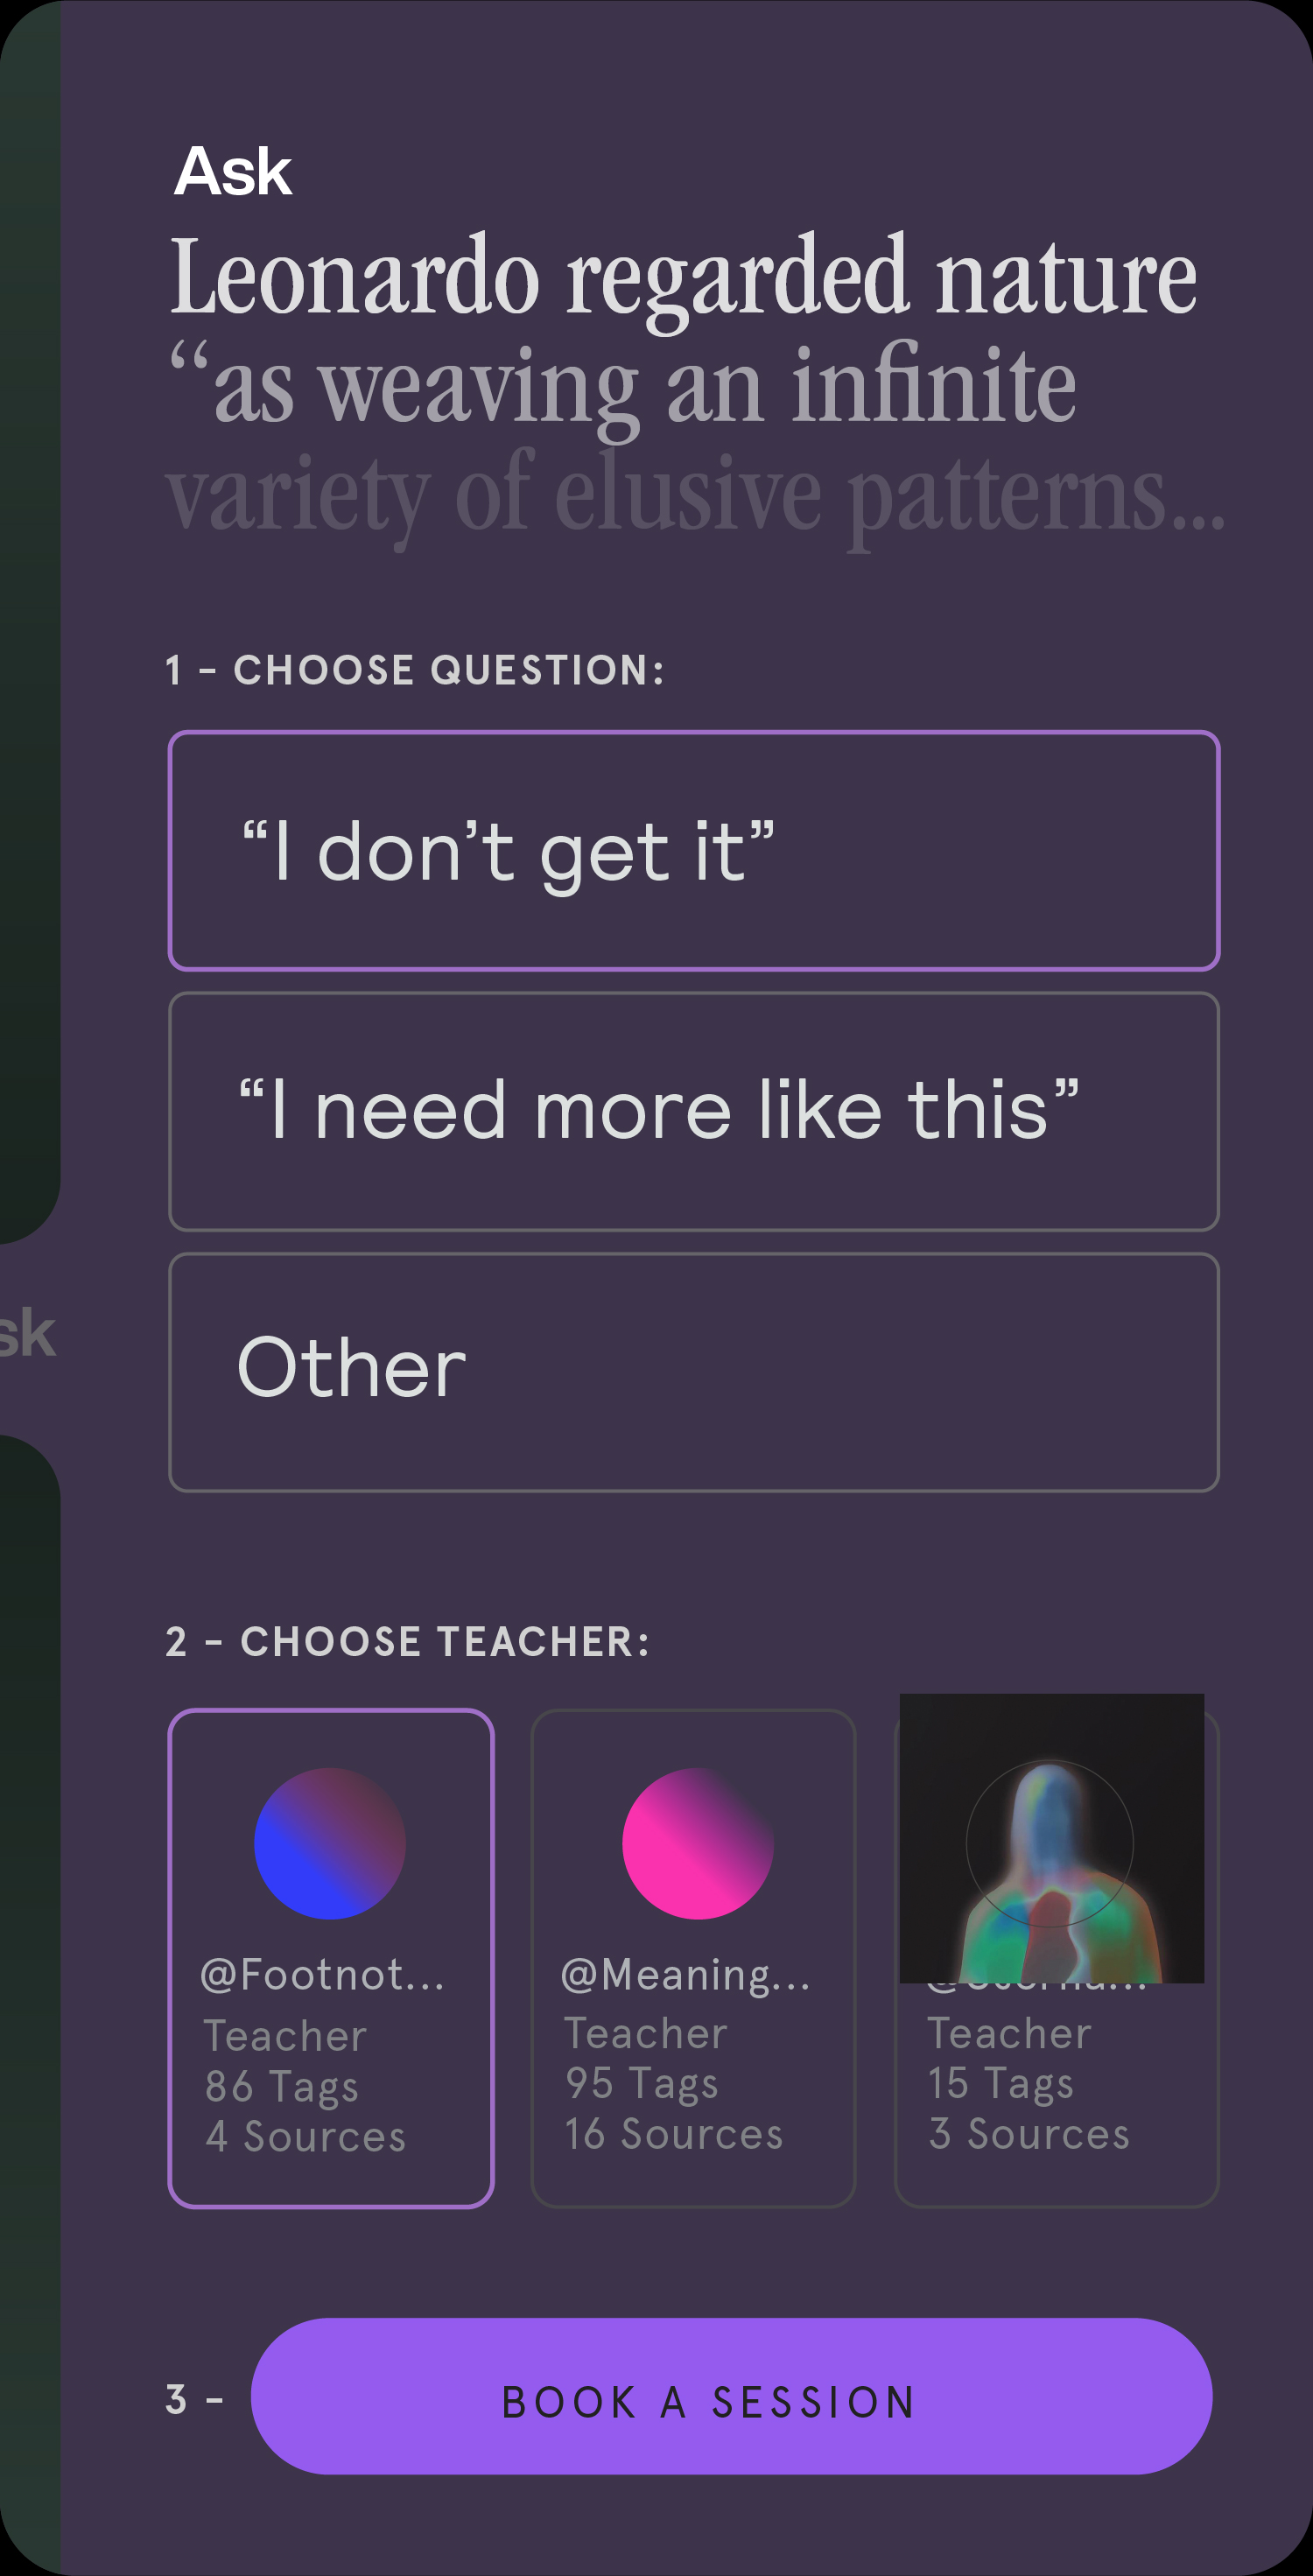 Ask
Leonardo regarded nature
“as weaving an infinite
variety of elusive patterns...
1 - CHOOSE QUESTION:
“I don’t get it”
“I need more like this”
sk
Other
2 - CHOOSE TEACHER:
@Footnot...
Teacher
86 Tags
4 Sources
@Meaning...
Teacher
95 Tags
16 Sources
Teacher
15 Tags
3 Sources
3 -
BOOK A SESSION